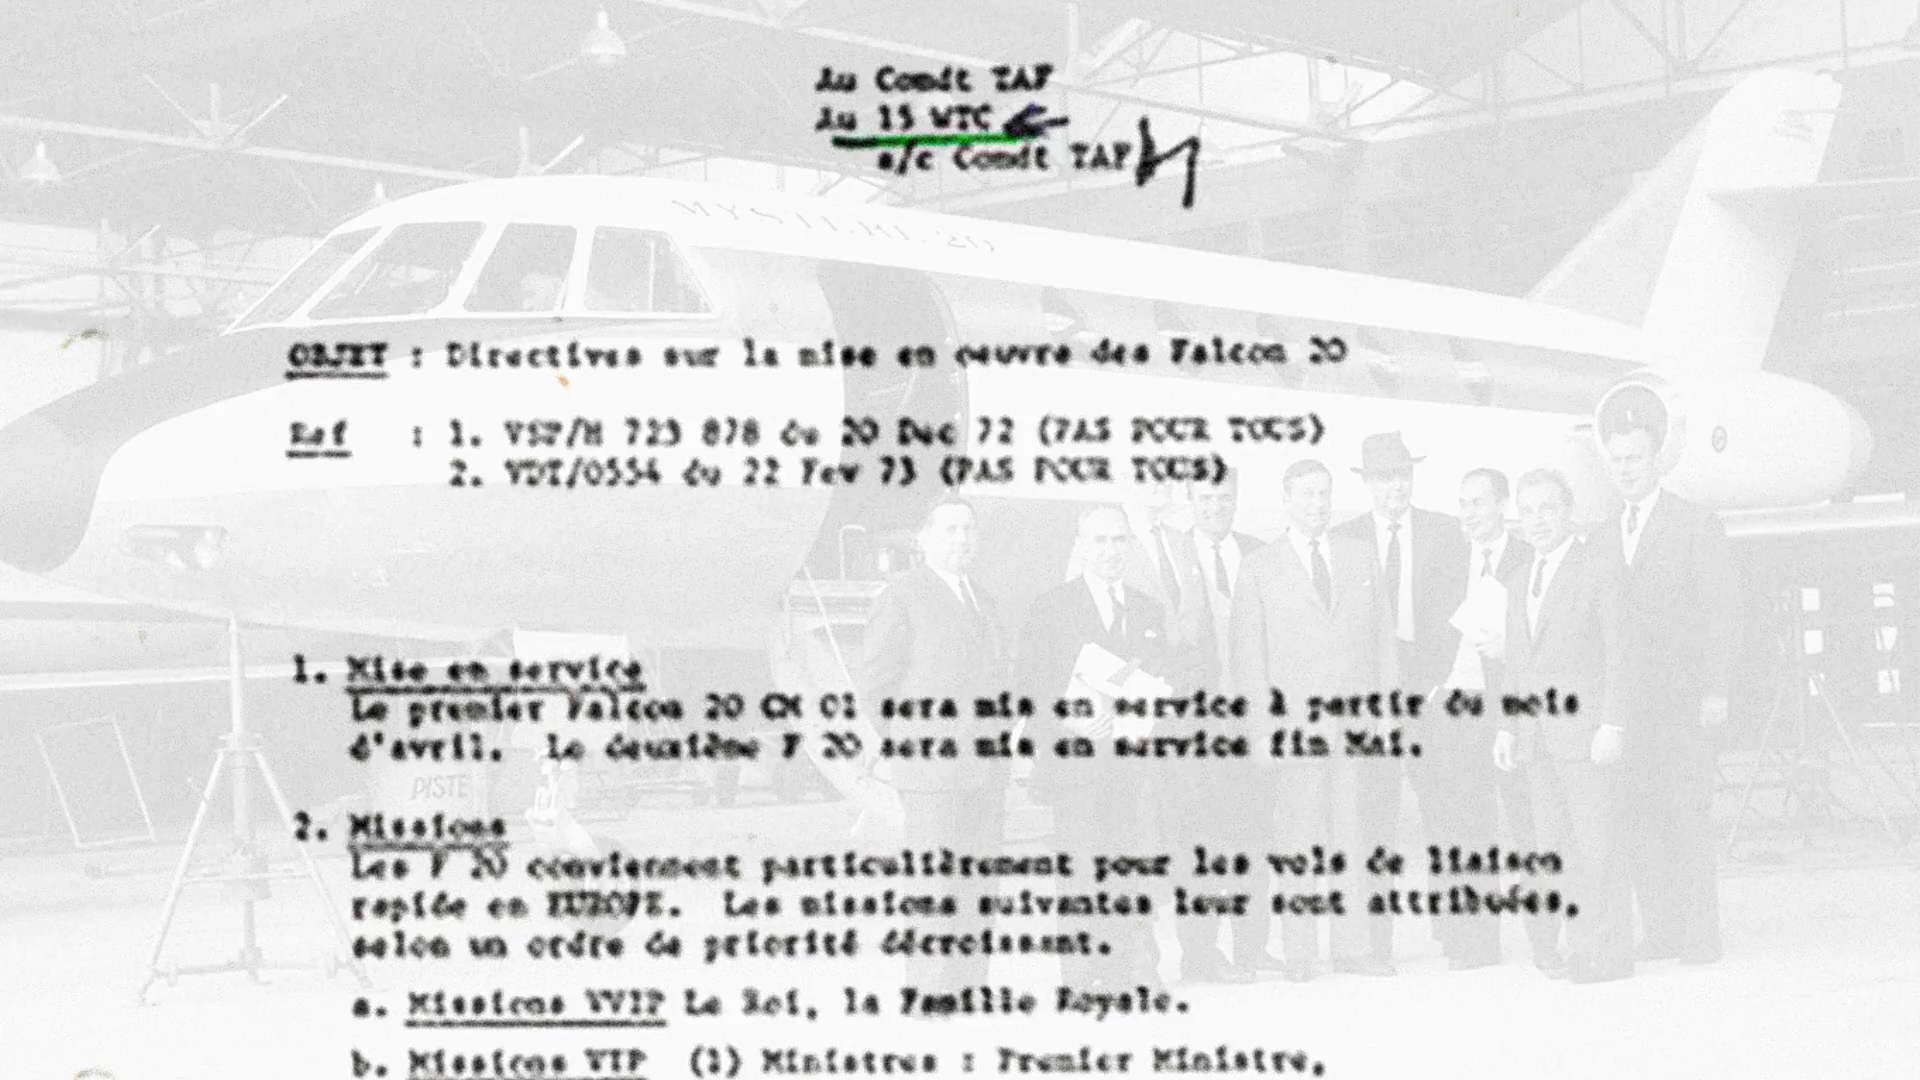 Au Comdt TAF
Au 15 WTC
s/c Comdt TAF
MYSTERE 20
OBJET : Directives sur la mise en oeuvre des Falcon 20
Ref : 1. VSP/M 723 878 du 20 Dec 72 (PAS POUR TOUS)
2. VDT/0554 du 22 Fev 73 (PAS POUR TOUS)
1. Mise en service
Le premier Falcon 20 CM 01 sera mis en service à partir du mois
d'avril. Le deuxième F 20 sera mis en service fin Mai.
PISTE
2. Missions
Les F 20 conviennent particulièrement pour les vols de liaison
rapide en EUROPE. Les missions suivantes leur sont attribuées,
selon un ordre de priorité décroissant.
a. Missions VVIP Le Roi, la Famille Royale.
b. Missions VIP (1) Ministres : Premier Ministre,